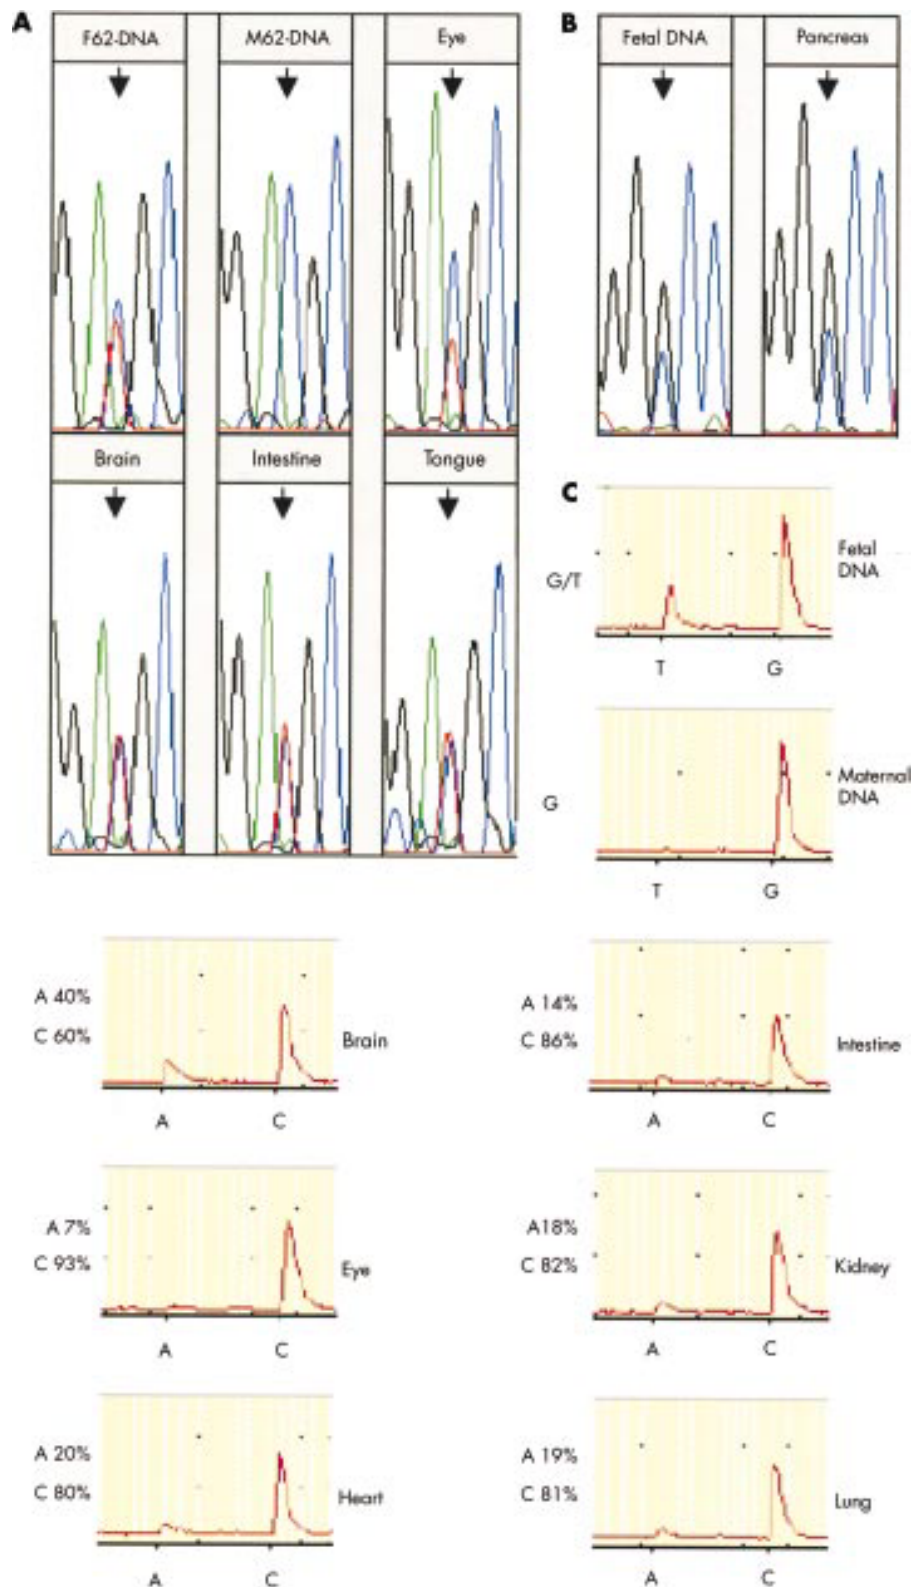 A
F62-DNA
M62-DNA
Eye
Brain
Intestine
Tongue
B
Fetal DNA
Pancreas
C
G/T
Fetal
DNA
T G
G
Maternal
DNA
T G
A 40%
C 60%
Brain
A C
A 14%
C 86%
Intestine
A C
A 7%
C 93%
Eye
A C
A18%
C 82%
Kidney
A C
A 20%
C 80%
Heart
A C
A 19%
C 81%
Lung
A C